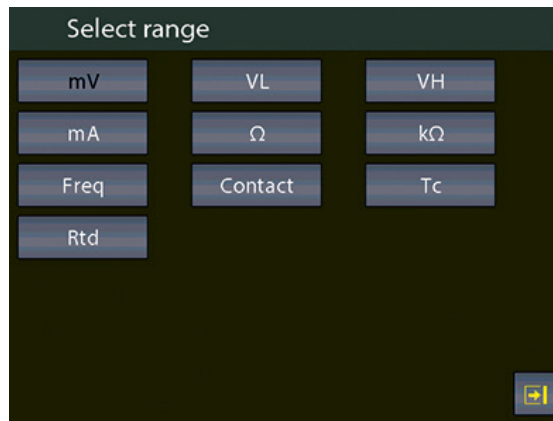 Select range
mV VL VH
mA Ω kΩ
Freq Contact Tc
Rtd